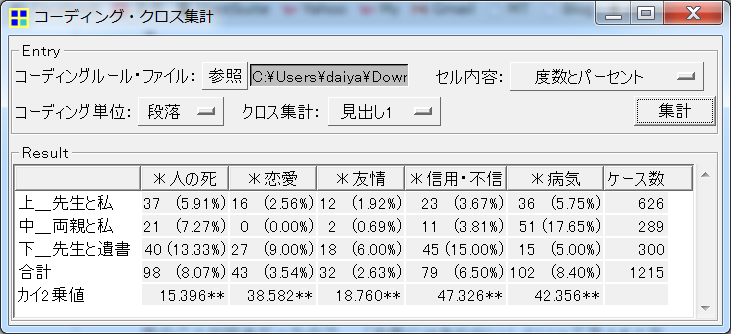 コーディング・クロス集計
Entry
コーディングルール・ファイル: 参照 C:¥Users¥daiya¥Down セル内容: 度数とパーセント
コーディング単位: 段落 クロス集計: 見出し1 集計
Result
＊人の死 ＊恋愛 ＊友情 ＊信用・不信 ＊病気 ケース数
上__先生と私 37 (5.91%) 16 (2.56%) 12 (1.92%) 23 (3.67%) 36 (5.75%) 626
中__両親と私 21 (7.27%) 0 (0.00%) 2 (0.69%) 11 (3.81%) 51 (17.65%) 289
下__先生と遺書 40 (13.33%) 27 (9.00%) 18 (6.00%) 45 (15.00%) 15 (5.00%) 300
合計 98 (8.07%) 43 (3.54%) 32 (2.63%) 79 (6.50%) 102 (8.40%) 1215
カイ2乗値 15.396** 38.582** 18.760** 47.326** 42.356**